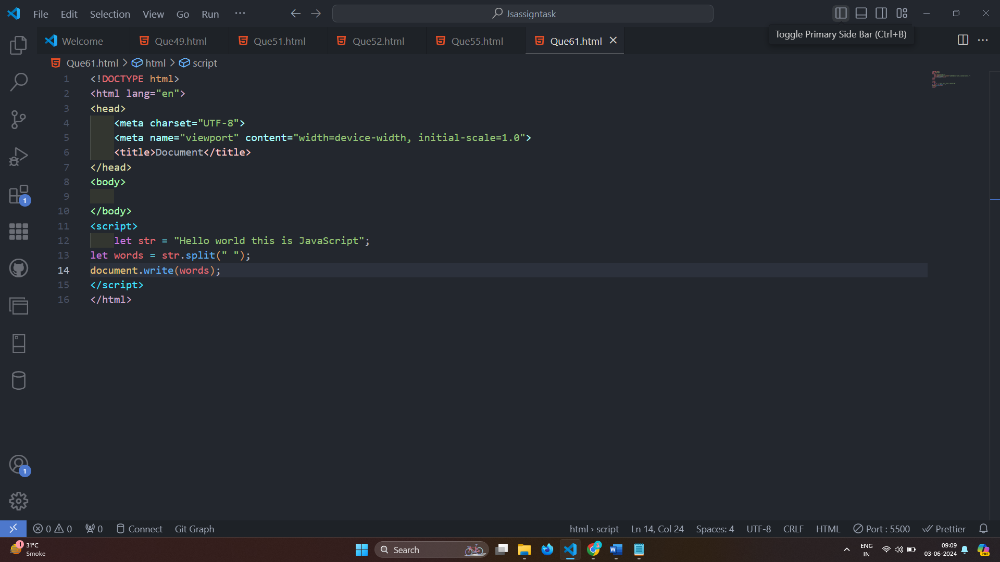 File Edit Selection View Go Run ···
Jsassigntask
Toggle Primary Side Bar (Ctrl+B)
Welcome Que49.html Que51.html Que52.html Que55.html Que61.html
Que61.html > html > script
1 <!DOCTYPE html>
2 <html lang="en">
3 <head>
4 <meta charset="UTF-8">
5 <meta name="viewport" content="width=device-width, initial-scale=1.0">
6 <title>Document</title>
7 </head>
8 <body>
9
10 </body>
11 <script>
12 let str = "Hello world this is JavaScript";
13 let words = str.split(" ");
14 document.write(words);
15 </script>
16 </html>
1
1
0 0 0 Connect Git Graph html › script Ln 14, Col 24 Spaces: 4 UTF-8 CRLF HTML Port : 5500 Prettier
1 31°C
Smoke
Search
ENG
IN
09:09
03-06-2024
PRE